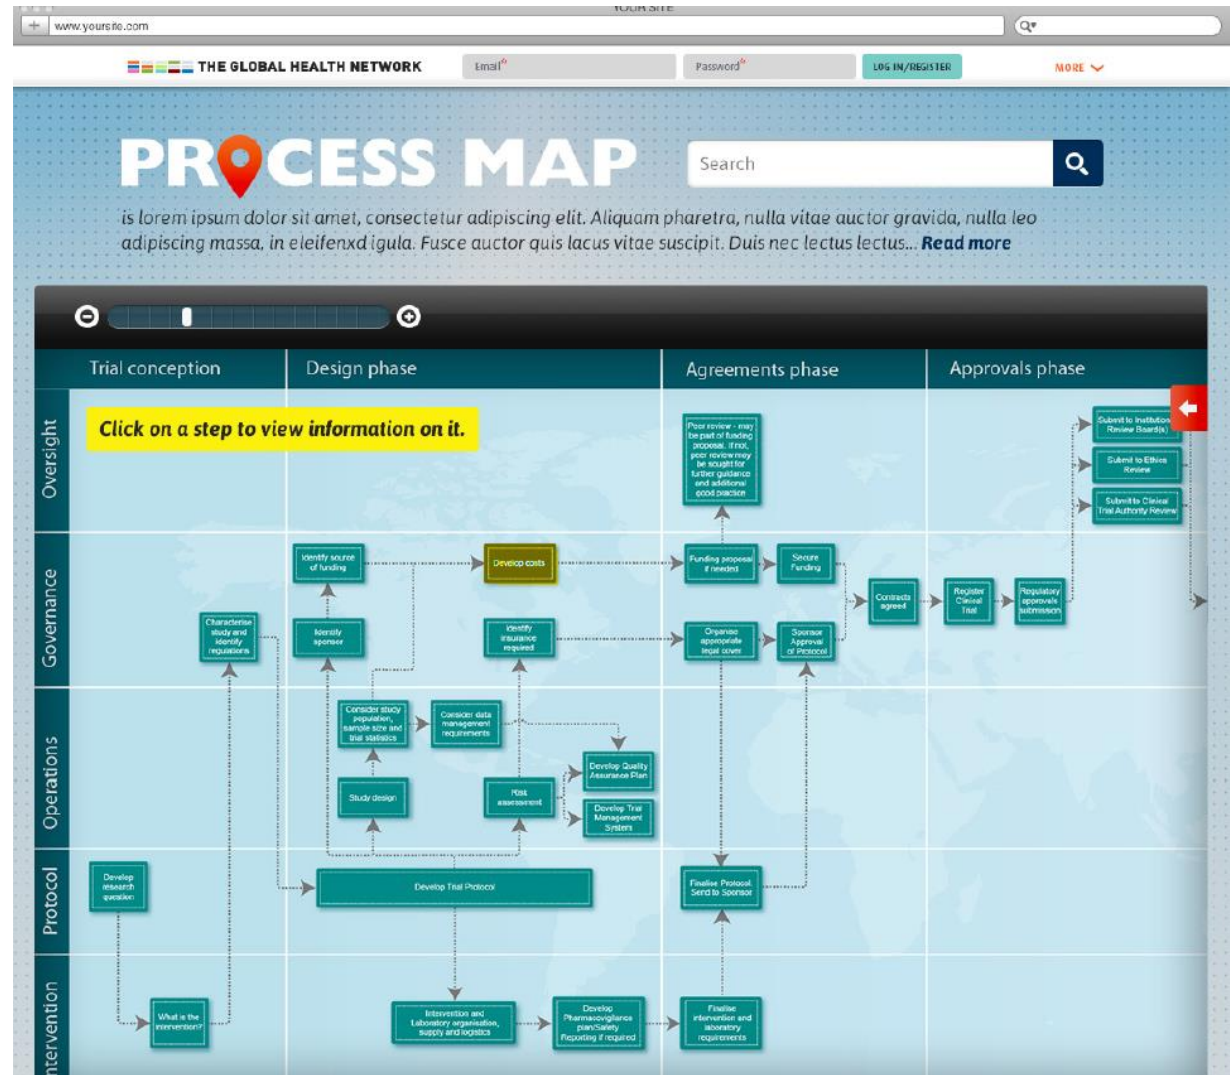 YOUR SITE
www.yoursite.com
THE GLOBAL HEALTH NETWORK
Email
Password
LOG IN/REGISTER
MORE
PROCESS MAP
Search
is lorem ipsum dolor sit amet, consectetur adipiscing elit. Aliquam pharetra, nulla vitae auctor gravida, nulla leo
adipiscing massa, in eleifenxd igula. Fusce auctor quis lacus vitae suscipit. Duis nec lectus lectus... Read more
Trial conception
Design phase
Agreements phase
Approvals phase
Oversight
Click on a step to view information on it.
Peer review - may
be part of funding
proposal. If not,
peer review may
be sought for
further guidance
and additional
good practice
Submit to Institution
Review Board(s)
Submit to Ethics
Review
Submit to Clinical
Trial Authority Review
Governance
Characterise
study and
identify
regulations
Identify source
of funding
Identify
sponsor
Develop costs
Identify
insurance
required
Funding proposal
if needed
Secure
Funding
Organise
appropriate
legal cover
Sponsor
Approval
of Protocol
Contracts
agreed
Register
Clinical
Trial
Regulatory
approvals
submission
Operations
Consider study
population,
sample size and
trial statistics
Consider data
management
requirements
Study design
Risk
assessment
Develop Quality
Assurance Plan
Develop Trial
Management
System
Protocol
Develop
research
question
Develop Trial Protocol
Finalise Protocol.
Send to Sponsor
Intervention
What is the
intervention?
Intervention and
Laboratory organisation,
supply and logistics
Develop
Pharmacovigilance
plan/Safety
Reporting if required
Finalise
intervention and
laboratory
requirements